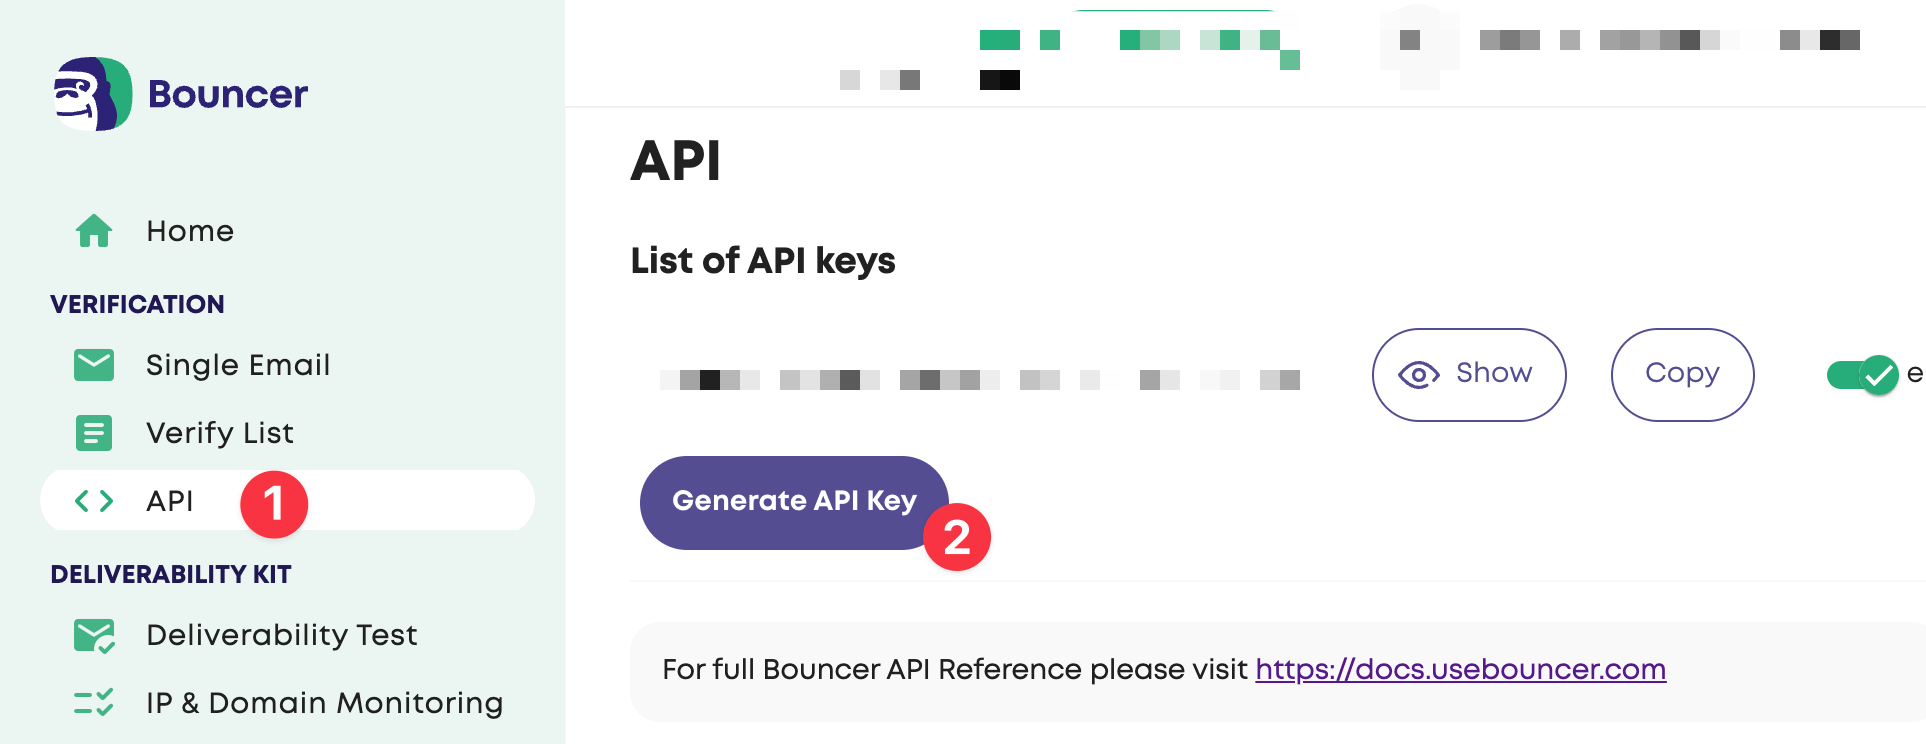 Bouncer
Home
VERIFICATION
Single Email
Verify List
API
1
DELIVERABILITY KIT
Deliverability Test
IP & Domain Monitoring
API
List of API keys
Show
Copy
Generate API Key
2
For full Bouncer API Reference please visit https://docs.usebouncer.com